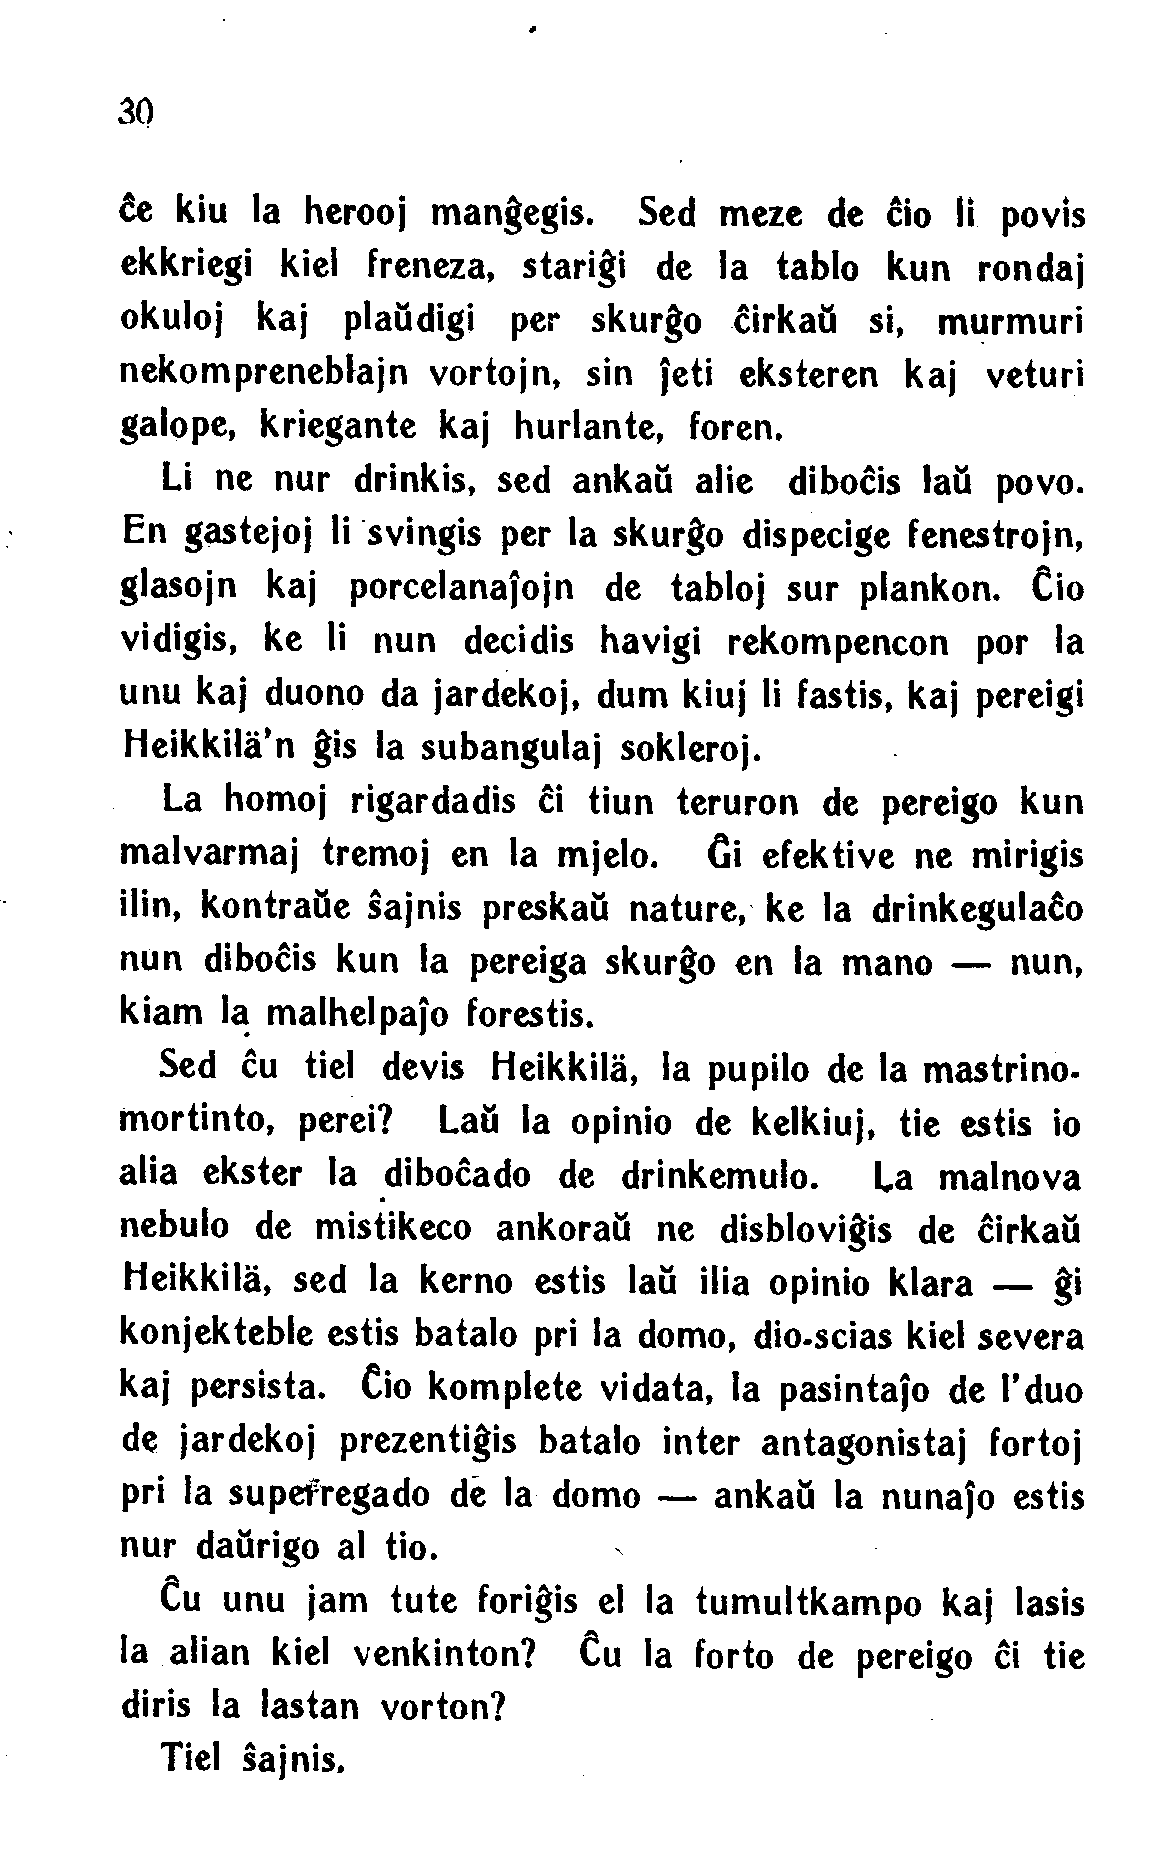 30
ĉe kiu la herooj manĝegis. Sed meze de ĉio li povis
ekkriegi kiel freneza, stariĝi de la tablo kun rondaj
okuloj kaj plaŭdigi per skurĝo ĉirkaŭ si, murmuri
nekompreneblajn vortojn, sin ĵeti eksteren kaj veturi
galope, kriegante kaj hurlante, foren.
Li ne nur drinkis, sed ankaŭ alie diboĉis laŭ povo.
En gastejoj li svingis per la skurĝo dispecige fenestrojn,
glasojn kaj porcelanaĵojn de tabloj sur plankon. Ĉio
vidigis, ke li nun decidis havigi rekompencon por la
unu kaj duono da jardekoj, dum kiuj li fastis, kaj pereigi
Heikkilä'n ĝis la subangulaj sokleroj.
La homoj rigardadis ĉi tiun teruron de pereigo kun
malvarmaj tremoj en la mjelo. Ĝi efektive ne mirigis
ilin, kontraŭe ŝajnis preskaŭ nature, ke la drinkegulaĉo
nun diboĉis kun la pereiga skurĝo en la mano — nun,
kiam la malhelpaĵo forestis.
Sed ĉu tiel devis Heikkilä, la pupilo de la mastrino-
mortinto, perei? Laŭ la opinio de kelkiuj, tie estis io
alia ekster la diboĉado de drinkemulo. La malnova
nebulo de mistikeco ankoraŭ ne disbloviĝis de ĉirkaŭ
Heikkilä, sed la kerno estis laŭ ilia opinio klara — ĝi
konjekteble estis batalo pri la domo, dio-scias kiel severa
kaj persista. Ĉio komplete vidata, la pasintaĵo de l'duo
de jardekoj prezentiĝis batalo inter antagonistaj fortoj
pri la superregado de la domo — ankaŭ la nunaĵo estis
nur daŭrigo al tio.
Ĉu unu jam tute foriĝis el la tumultkampo kaj lasis
la alian kiel venkinton? Ĉu la forto de pereigo ĉi tie
diris la lastan vorton?
Tiel ŝajnis.